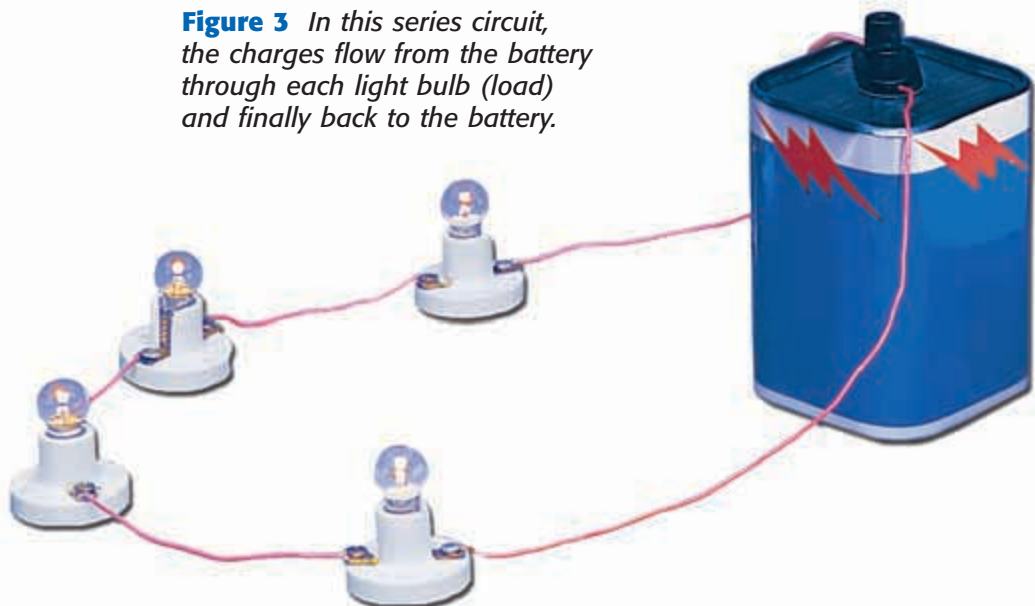 Figure 3 In this series circuit,
the charges flow from the battery
through each light bulb (load)
and finally back to the battery.